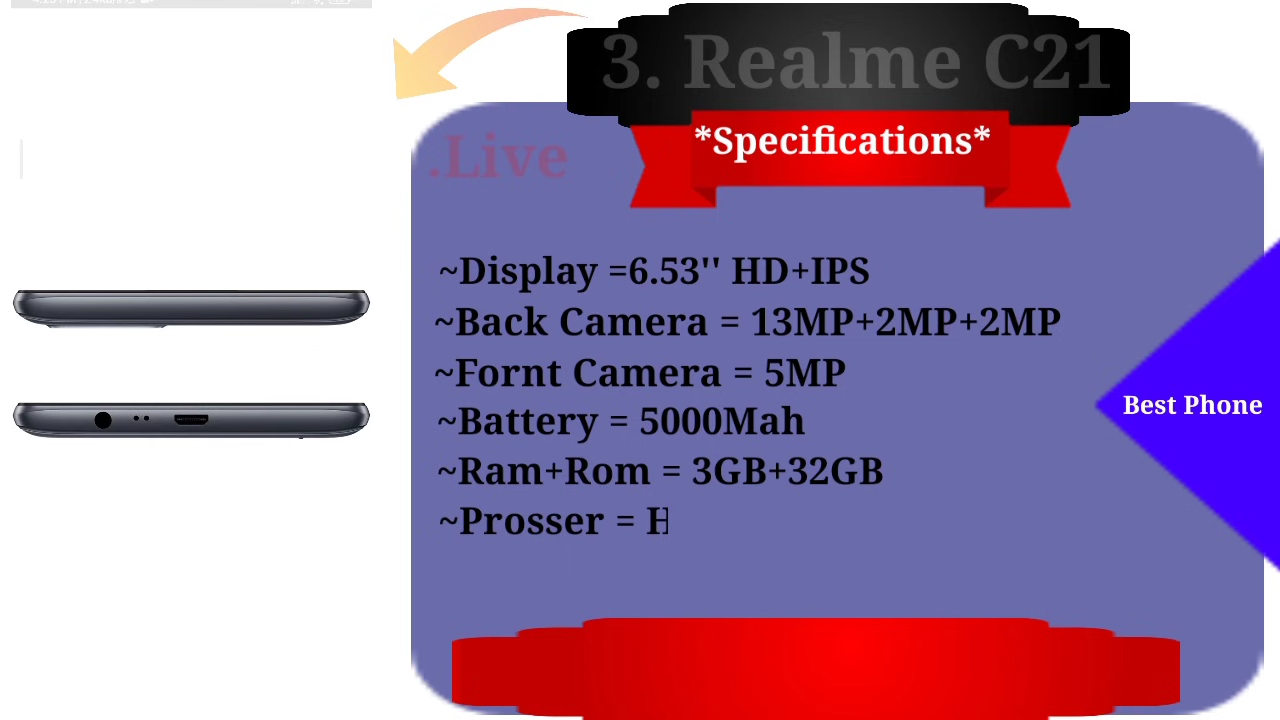 3. Realme C21
*Specifications*
.Live
~Display =6.53'' HD+IPS
~Back Camera = 13MP+2MP+2MP
~Fornt Camera = 5MP
~Battery = 5000Mah
~Ram+Rom = 3GB+32GB
~Prosser = H
Best Phone